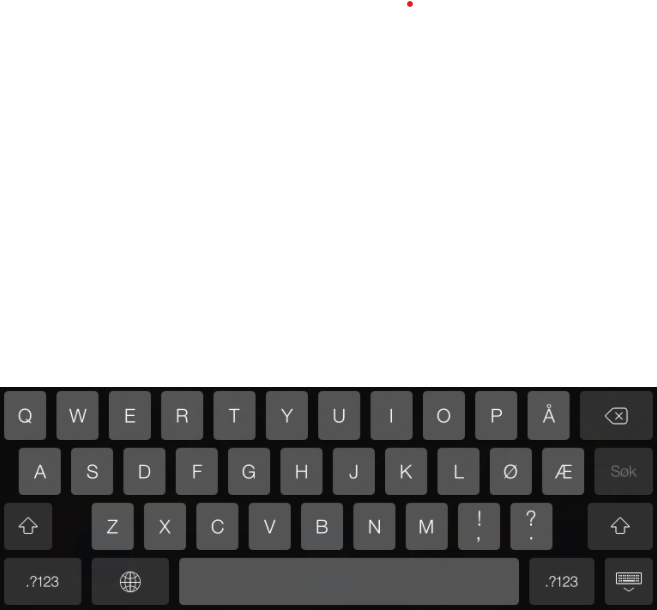 Q W E R T Y U I O P Å
A S D F G H J K L Ø Æ Søk
Z X C V B N M ! , ? .
.?123 .?123